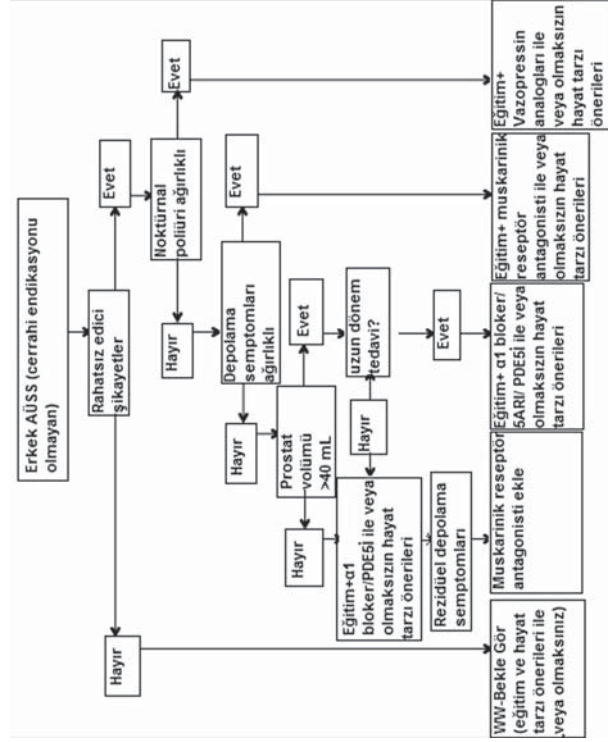 Erkek AÜSS (cerrahi endikasyonu
olmayan)
Rahatsız edici
şikayetler
Hayır
Evet
Noktürnal
poliüri ağırlıklı
Hayır
Evet
Depolama
semptomları
ağırlıklı
Hayır
Evet
Prostat
volümü
>40 mL
Hayır
Evet
uzun dönem
tedavi?
Hayır
Evet
Eğitim+α1
bloker/PDE5İ ile veya
olmaksızın hayat
tarzı önerileri
Rezidüel depolama
semptomları
WW-Bekle Gör
(eğitim ve hayat
tarzı önerileri ile
veya olmaksınız)
Muskarinik reseptör
antagonisti ekle
Eğitim+ α1 bloker/
5ARI/ PDE5İ ile veya
olmaksızın hayat
tarzı önerileri
Eğitim+ muskarinik
reseptör
antagonisti ile veya
olmaksızın hayat
tarzı önerileri
Eğitim+
Vazopressin
analogları ile
veya olmaksızın
hayat tarzı
önerileri